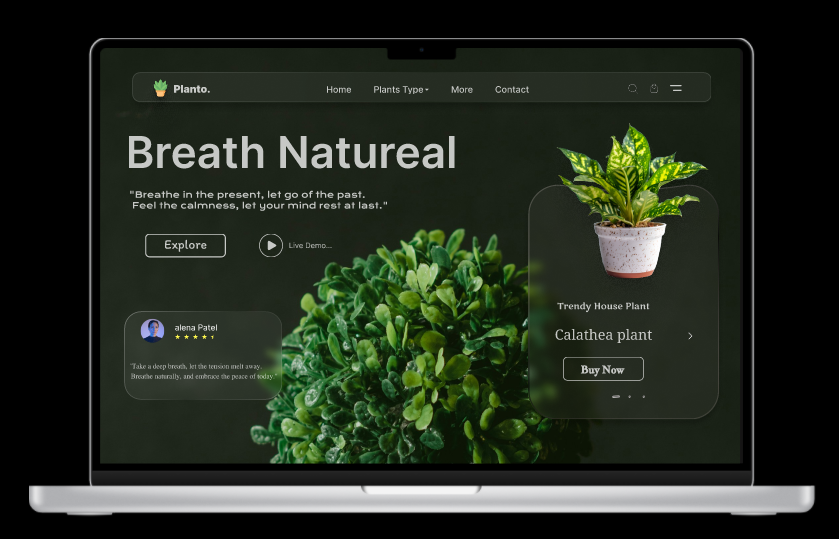 Planto.
Home
Plants Type
More
Contact
Breath Natureal
"Breathe in the present, let go of the past.
Feel the calmness, let your mind rest at last."
Explore
Live Demo...
alena Patel
"Take a deep breath, let the tension melt away.
Breathe naturally, and embrace the peace of today."
Trendy House Plant
Calathea plant
Buy Now